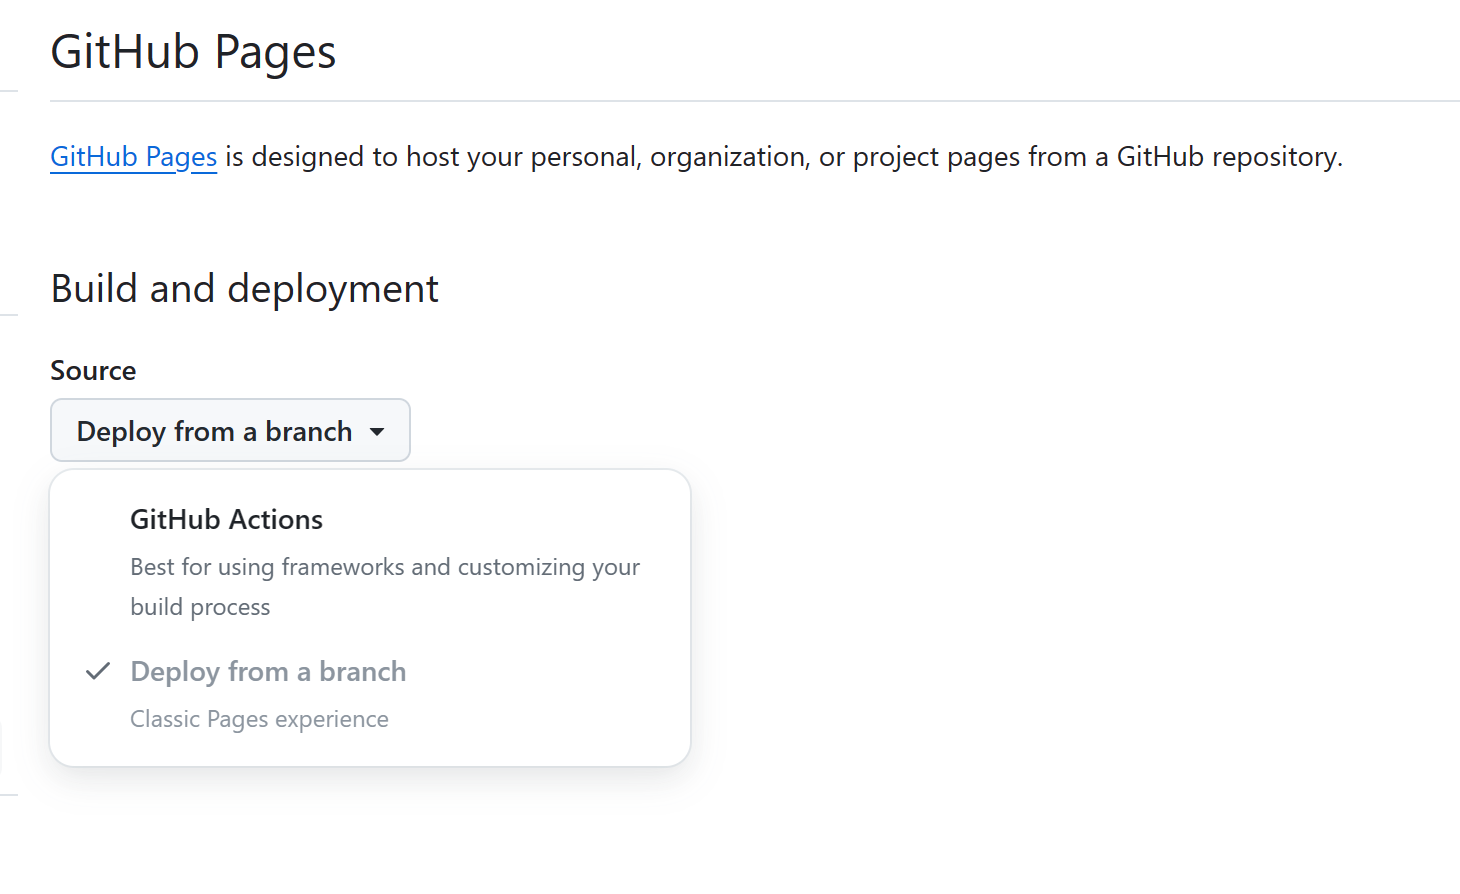 GitHub Pages
GitHub Pages is designed to host your personal, organization, or project pages from a GitHub repository.
Build and deployment
Source
Deploy from a branch
GitHub Actions
Best for using frameworks and customizing your
build process
Deploy from a branch
Classic Pages experience